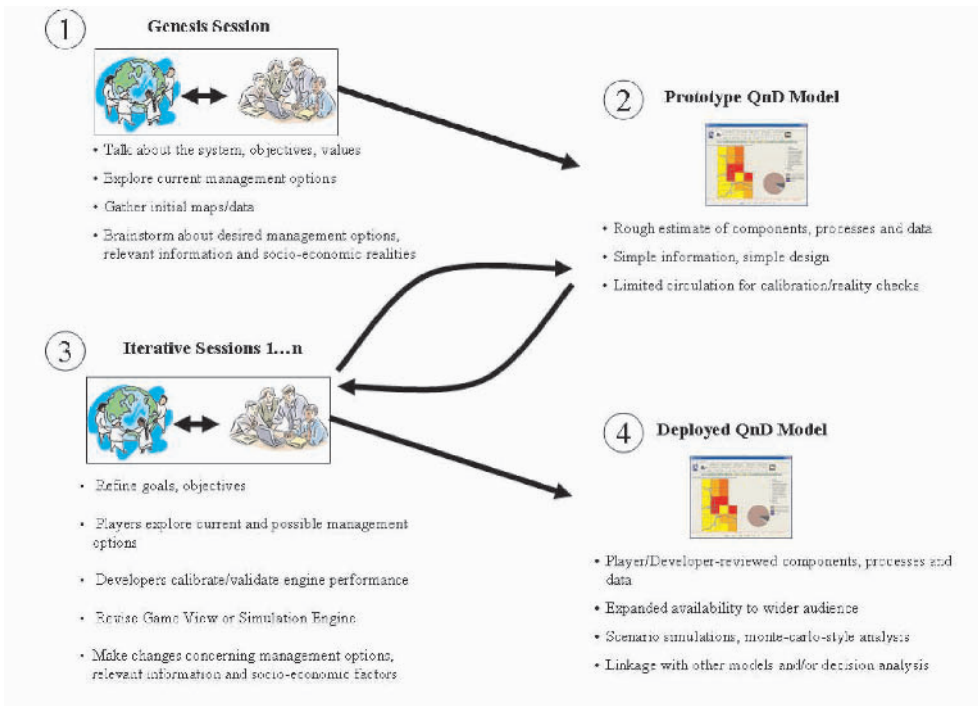 1
Genesis Session
• Talk about the system, objectives, values
• Explore current management options
• Gather initial maps/data
• Brainstorm about desired management options,
relevant information and socio-economic realities
2
Prototype QnD Model
• Rough estimate of components, processes and data
• Simple information, simple design
• Limited circulation for calibration/reality checks
3
Iterative Sessions 1…n
• Refine goals, objectives
• Players explore current and possible management
options
• Developers calibrate/validate engine performance
• Revise Game View or Simulation Engine
• Make changes concerning management options,
relevant information and socio-economic factors
4
Deployed QnD Model
• Player/Developer-reviewed components, processes and
data
• Expanded availability to wider audience
• Scenario simulations, monte-carlo-style analysis
• Linkage with other models and/or decision analysis